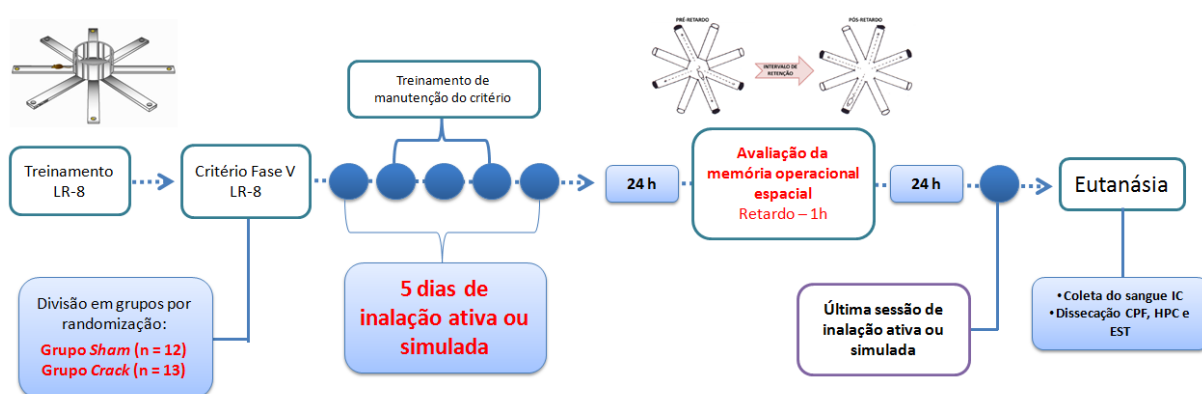 PRÉ-RETARDO
PÓS-RETARDO
INTERVALO DE
RETENÇÃO
Treinamento de
manutenção do critério
Treinamento
LR-8
Critério Fase V
LR-8
24 h
Avaliação da
memória operacional
espacial
Retardo – 1h
24 h
Eutanásia
Divisão em grupos por
randomização:
Grupo Sham (n = 12)
Grupo Crack (n = 13)
5 dias de
inalação ativa ou
simulada
Última sessão de
inalação ativa ou
simulada
•Coleta do sangue IC
•Dissecação CPF, HPC e
EST